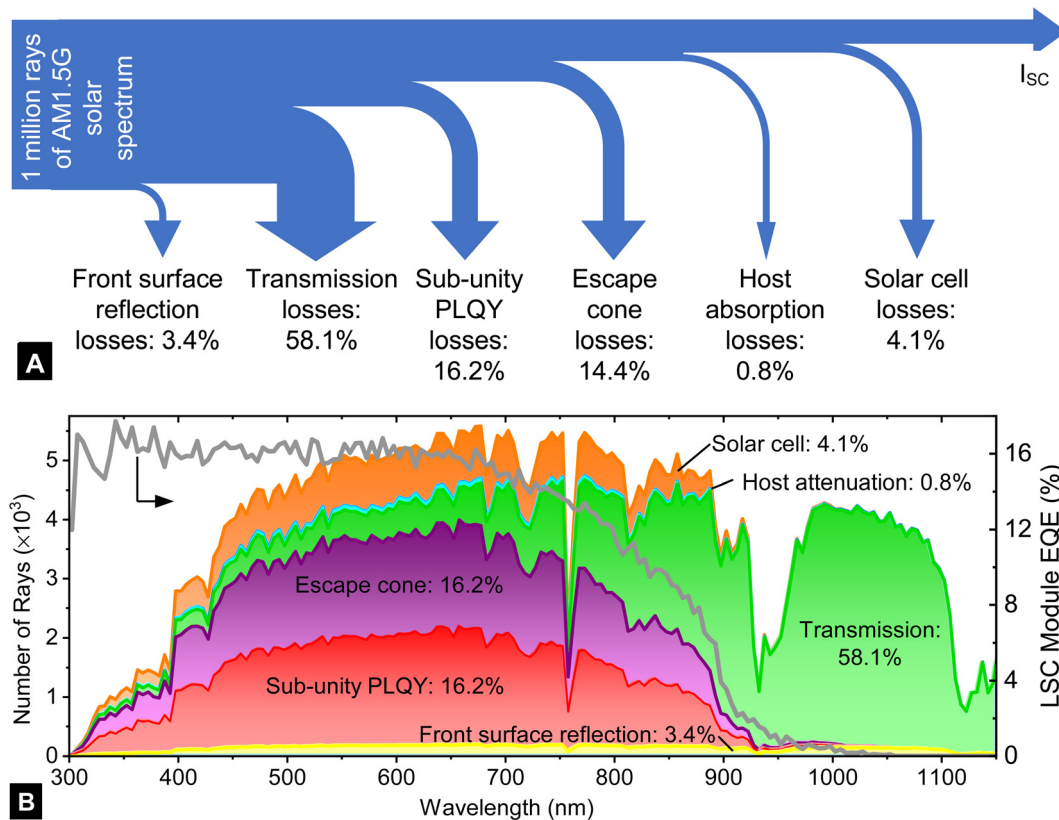 1 million rays
of AM1.5G
solar
spectrum
I_SC
Front surface
reflection
losses: 3.4%
Transmission
losses:
58.1%
Sub-unity
PLQY
losses:
16.2%
Escape
cone
losses:
14.4%
Host
absorption
losses:
0.8%
Solar cell
losses:
4.1%
A
Number of Rays (×10³)
5
4
3
2
1
0
Solar cell: 4.1%
Host attenuation: 0.8%
Escape cone: 16.2%
Transmission:
58.1%
Sub-unity PLQY: 16.2%
Front surface reflection: 3.4%
16
12
8
4
0
LSC Module EQE (%)
300 400 500 600 700 800 900 1000 1100
Wavelength (nm)
B